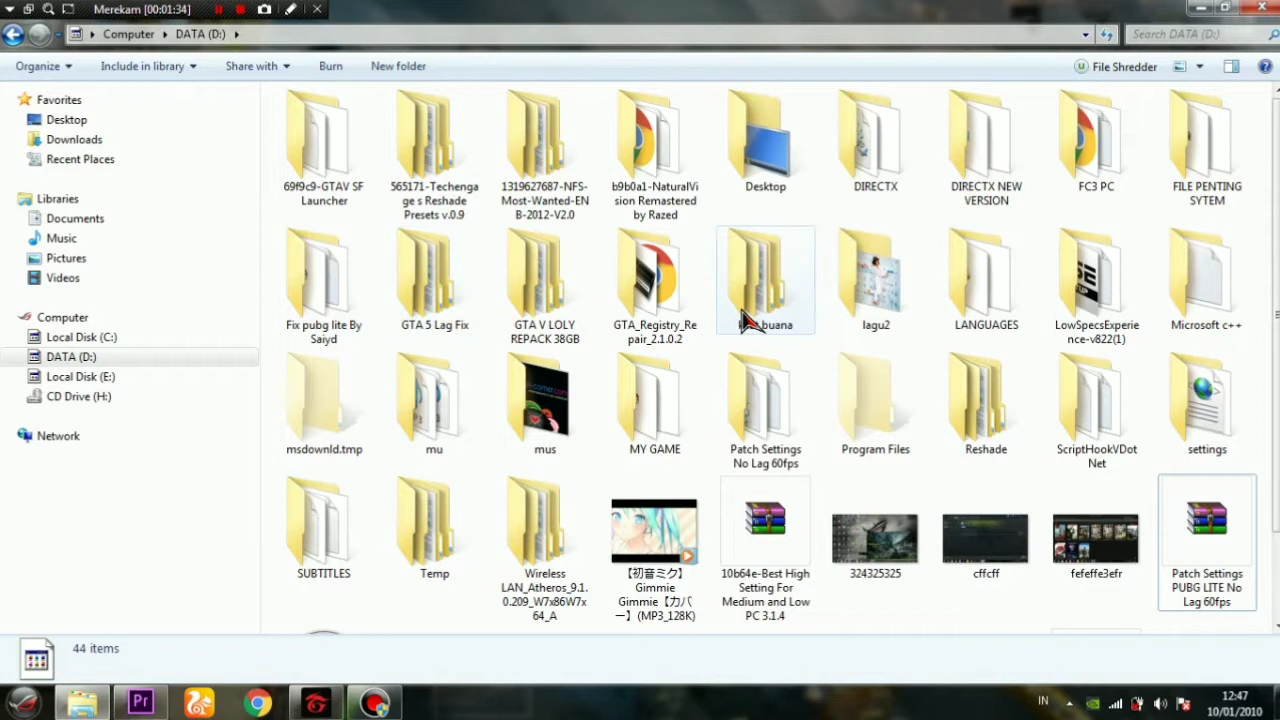 Merekam [00:01:34]
Computer
DATA (D:)
Search DATA (D:)
Organize
Include in library
Share with
Burn
New folder
File Shredder
Favorites
Desktop
Downloads
Recent Places
Libraries
Documents
Music
Pictures
Videos
Computer
Local Disk (C:)
DATA (D:)
Local Disk (E:)
CD Drive (H:)
Network
69f9c9-GTAV SF
Launcher
565171-Techenga
ge s Reshade
Presets v.0.9
1319627687-NFS-
Most-Wanted-EN
B-2012-V2.0
b9b0a1-NaturalVi
sion Remastered
by Razed
Desktop
DIRECTX
DIRECTX NEW
VERSION
FC3 PC
FILE PENTING
SYTEM
Fix pubg lite By
Saiyd
GTA 5 Lag Fix
GTA V LOLY
REPACK 38GB
GTA_Registry_Re
pair_2.1.0.2
buana
lagu2
LANGUAGES
LowSpecsExperie
nce-v822(1)
Microsoft c++
msdownld.tmp
mu
mus
MY GAME
Patch Settings
No Lag 60fps
Program Files
Reshade
ScriptHookVDot
Net
settings
SUBTITLES
Temp
Wireless
LAN_Atheros_9.1.
0.209_W7x86W7x
64_A
【初音ミク】
Gimmie
Gimmie【カバ
ー】(MP3_128K)
10b64e-Best High
Setting For
Medium and Low
PC 3.1.4
324325325
cffcff
fefeffe3efr
Patch Settings
PUBG LITE No
Lag 60fps
44 items
Pr
IN
12:47
10/01/2010